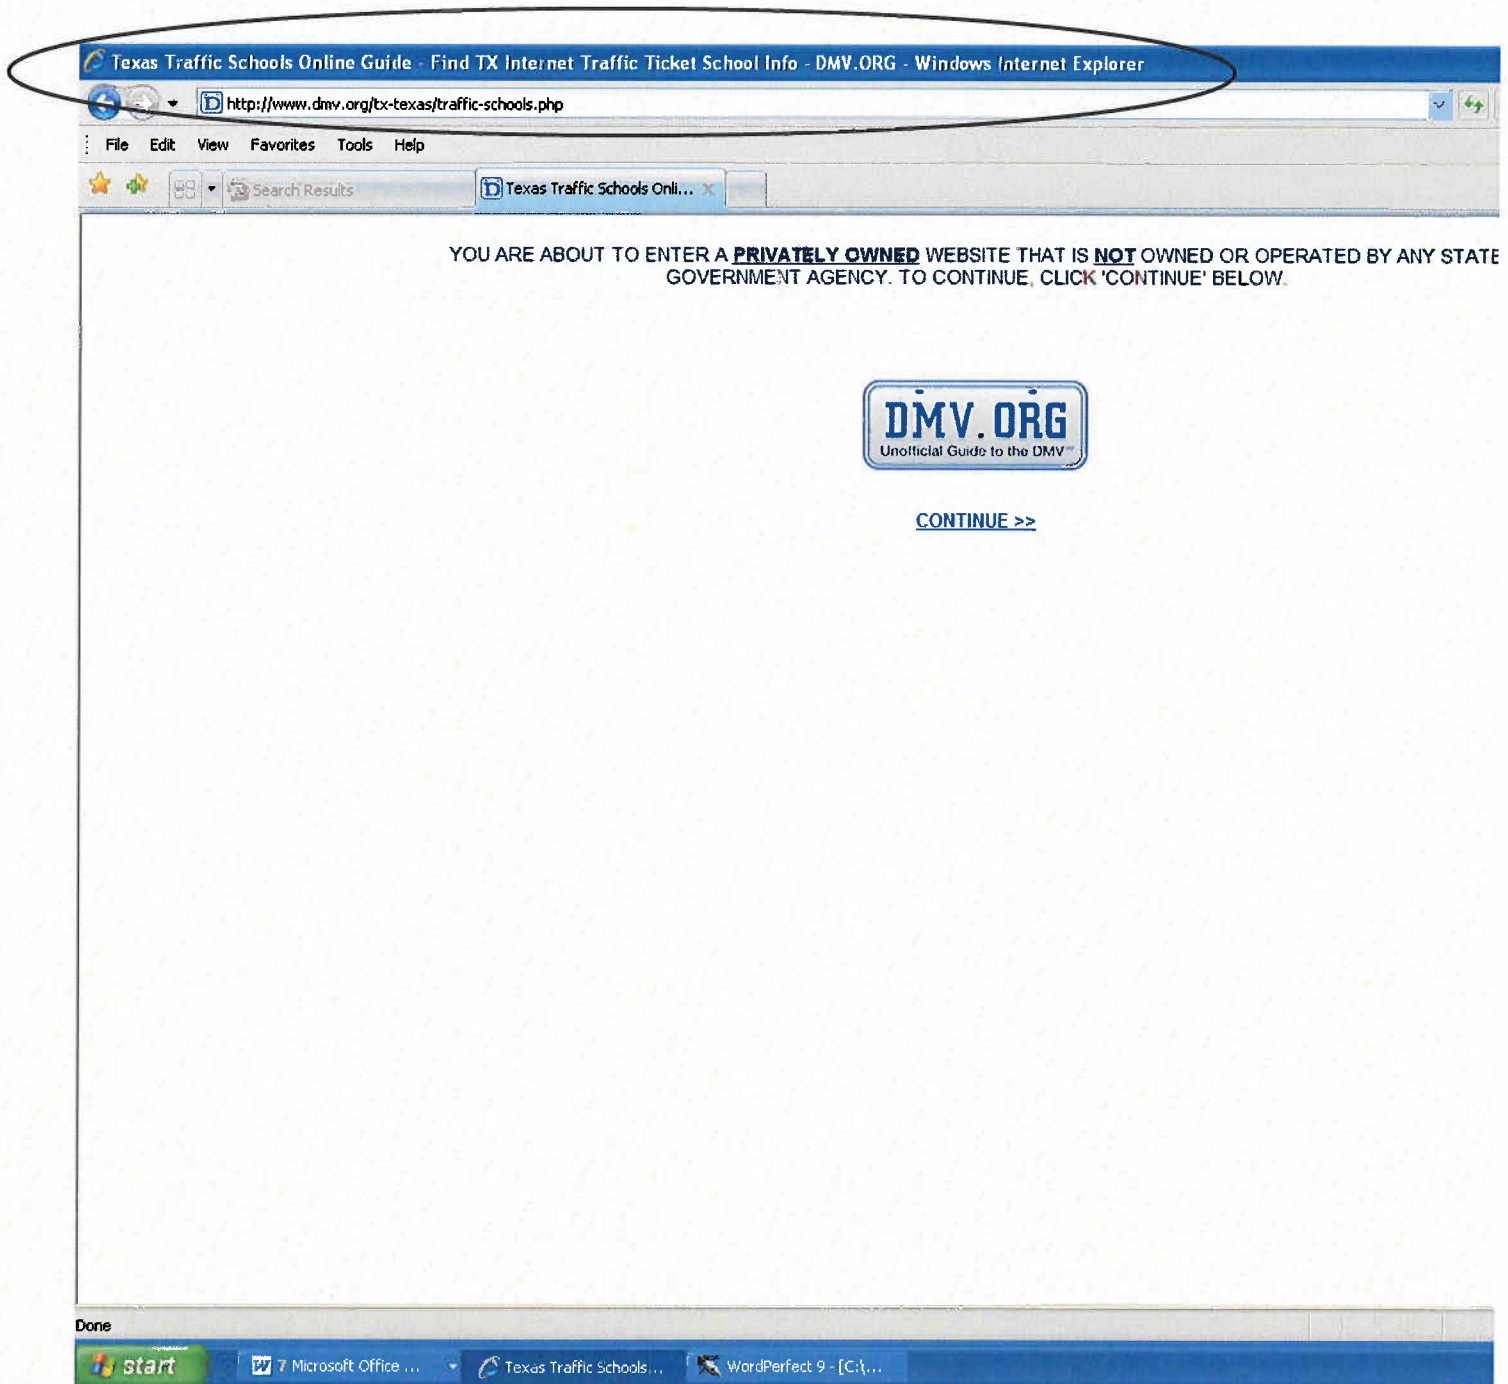 Texas Traffic Schools Online Guide - Find TX Internet Traffic Ticket School Info - DMV.ORG - Windows Internet Explorer
http://www.dmv.org/tx-texas/traffic-schools.php
File Edit View Favorites Tools Help
Search Results Texas Traffic Schools Onli...
YOU ARE ABOUT TO ENTER A PRIVATELY OWNED WEBSITE THAT IS NOT OWNED OR OPERATED BY ANY STATE
GOVERNMENT AGENCY. TO CONTINUE, CLICK 'CONTINUE' BELOW.
DMV.ORG
Unofficial Guide to the DMV
CONTINUE >>
Done
start 7 Microsoft Office ... Texas Traffic Schools... WordPerfect 9 - [C:\...